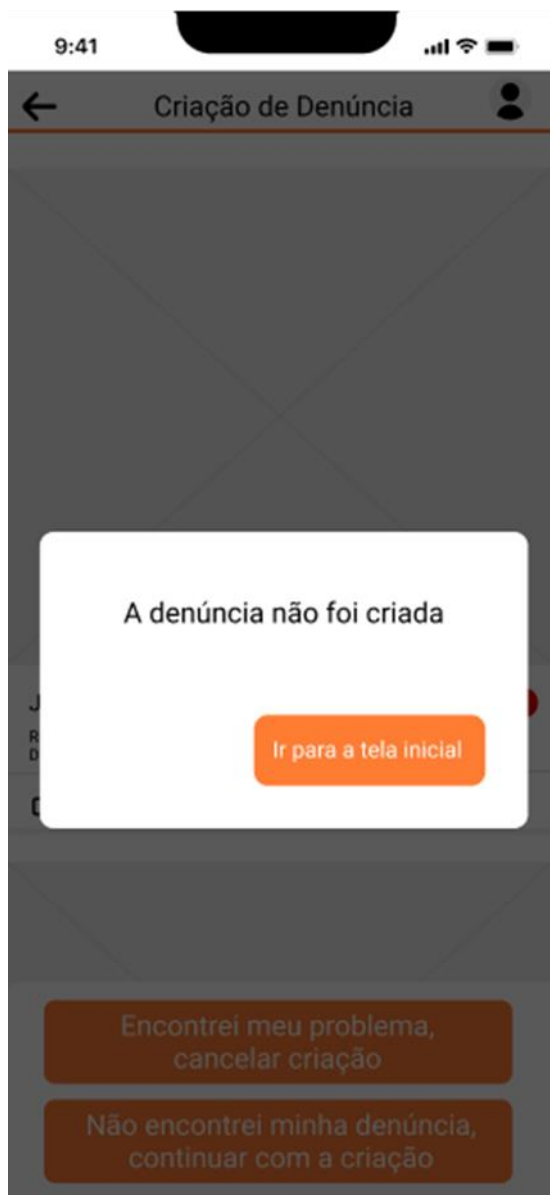 9:41
Criação de Denúncia
A denúncia não foi criada
Ir para a tela inicial
Encontrei meu problema,
cancelar criação
Não encontrei minha denúncia,
continuar com a criação